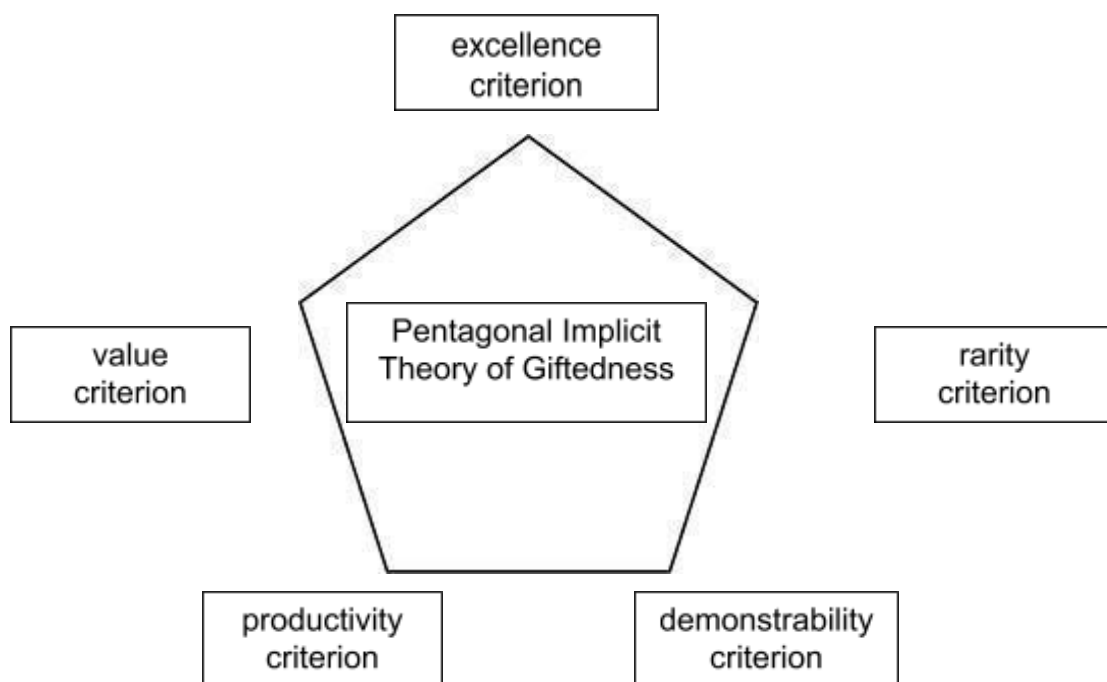 excellence
criterion
Pentagonal Implicit
Theory of Giftedness
value
criterion
rarity
criterion
productivity
criterion
demonstrability
criterion